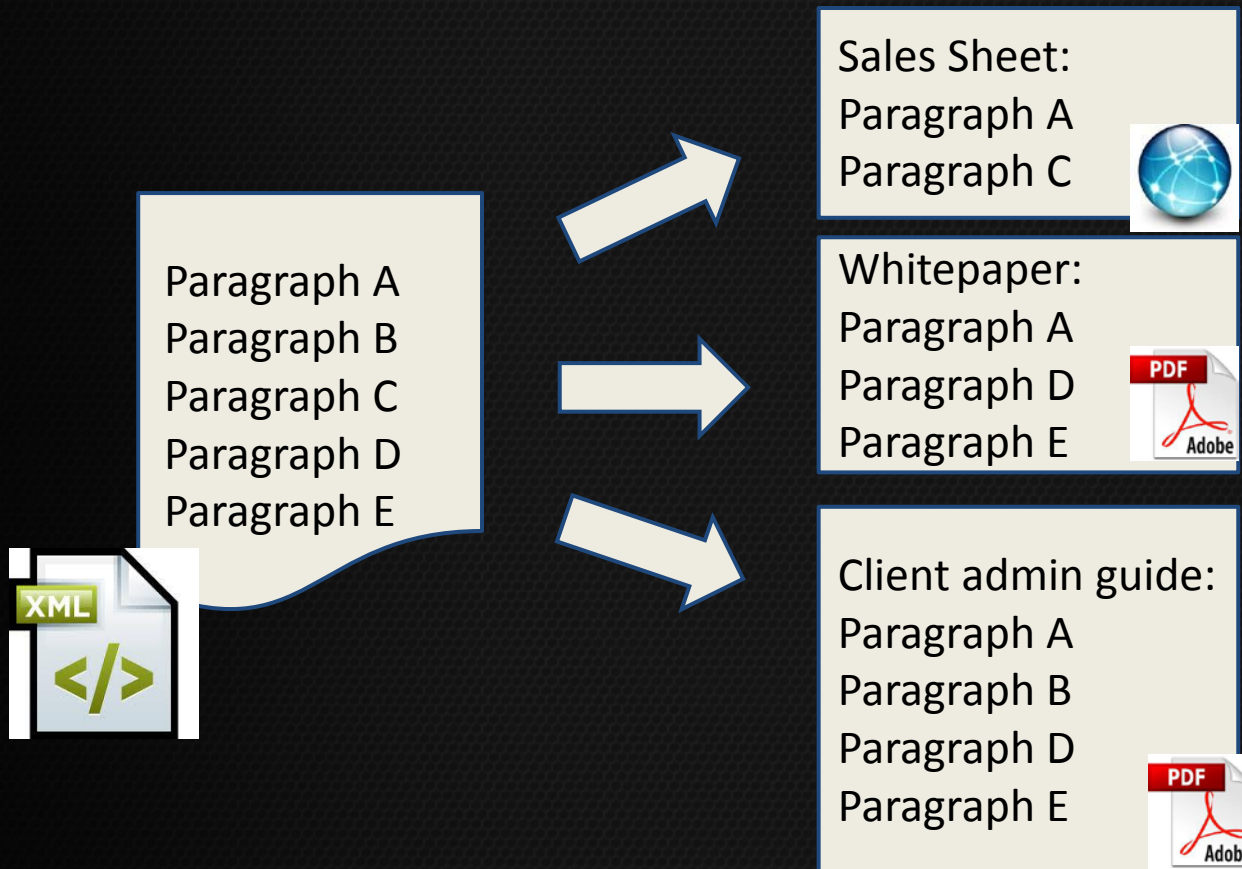 Paragraph A
Paragraph B
Paragraph C
Paragraph D
Paragraph E
XML
</>
Sales Sheet:
Paragraph A
Paragraph C
Whitepaper:
Paragraph A
Paragraph D
Paragraph E
PDF
Adobe
Client admin guide:
Paragraph A
Paragraph B
Paragraph D
Paragraph E
PDF
Adob